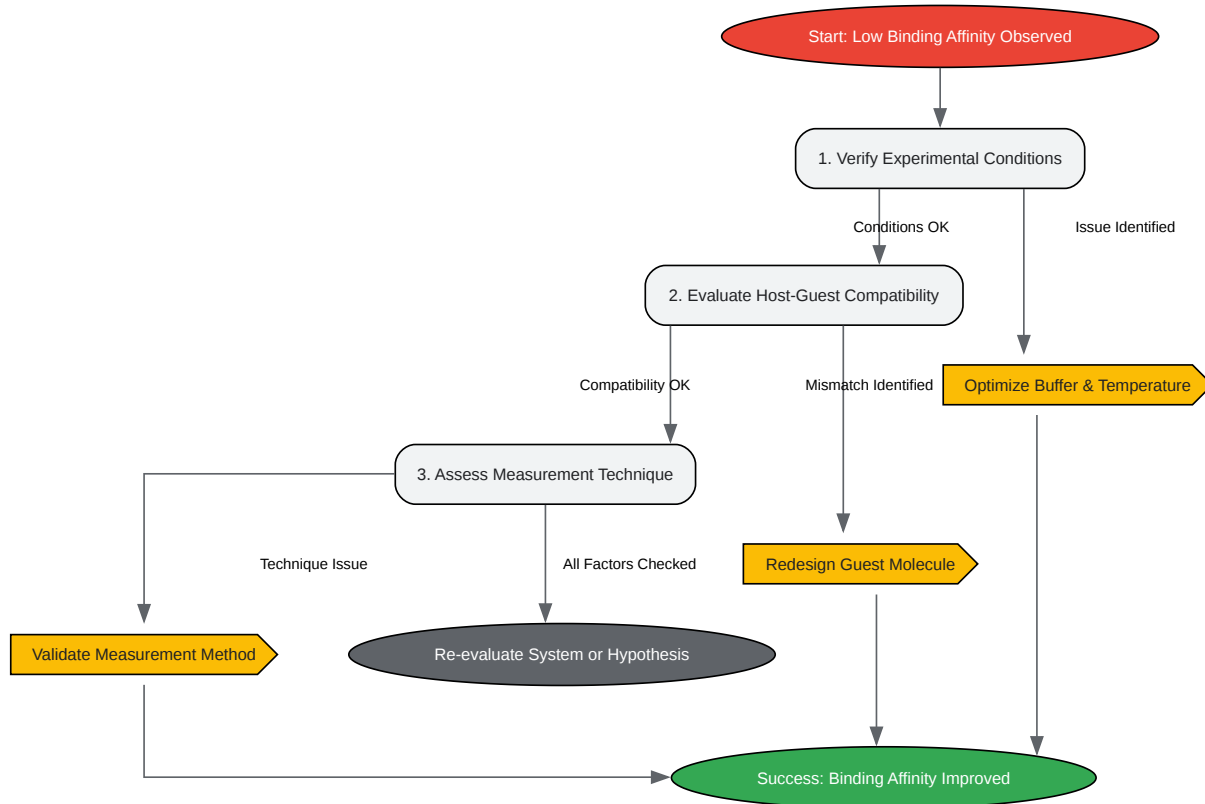 Start: Low Binding Affinity Observed
1. Verify Experimental Conditions
Conditions OK
Issue Identified
2. Evaluate Host-Guest Compatibility
Compatibility OK
Mismatch Identified
Optimize Buffer & Temperature
3. Assess Measurement Technique
Technique Issue
All Factors Checked
Redesign Guest Molecule
Validate Measurement Method
Re-evaluate System or Hypothesis
Success: Binding Affinity Improved